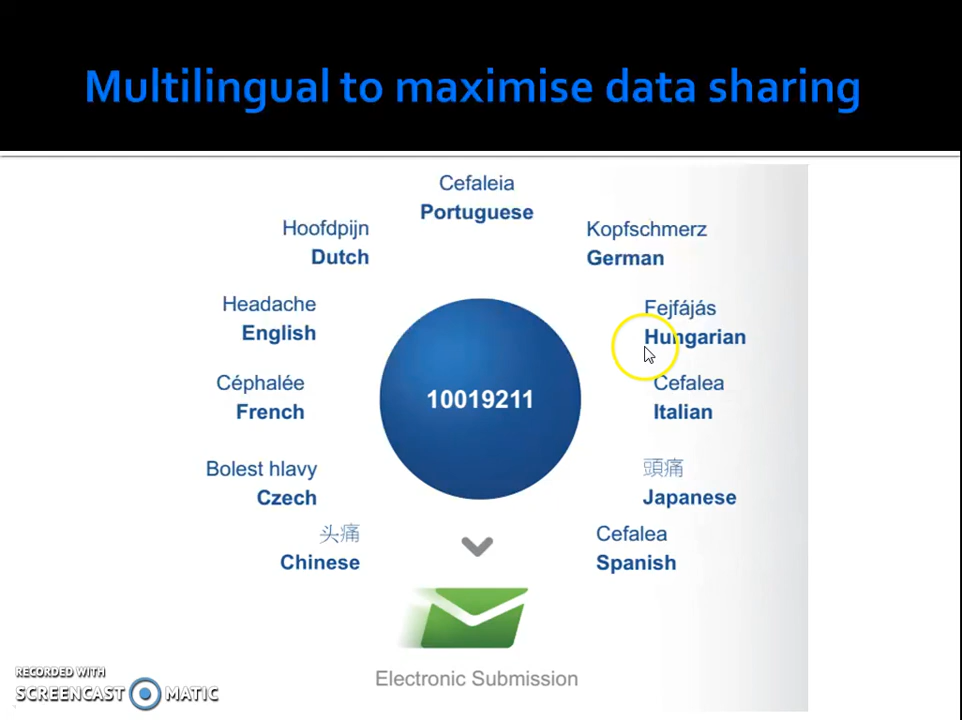 Multilingual to maximise data sharing
Cefaleia
Portuguese
Hoofdpijn
Dutch
Kopfschmerz
German
Headache
English
Fejfájás
Hungarian
Céphalée
French
10019211
Cefalea
Italian
Bolest hlavy
Czech
頭痛
Japanese
头痛
Chinese
Cefalea
Spanish
Electronic Submission
RECORDED WITH
SCREENCAST MATIC